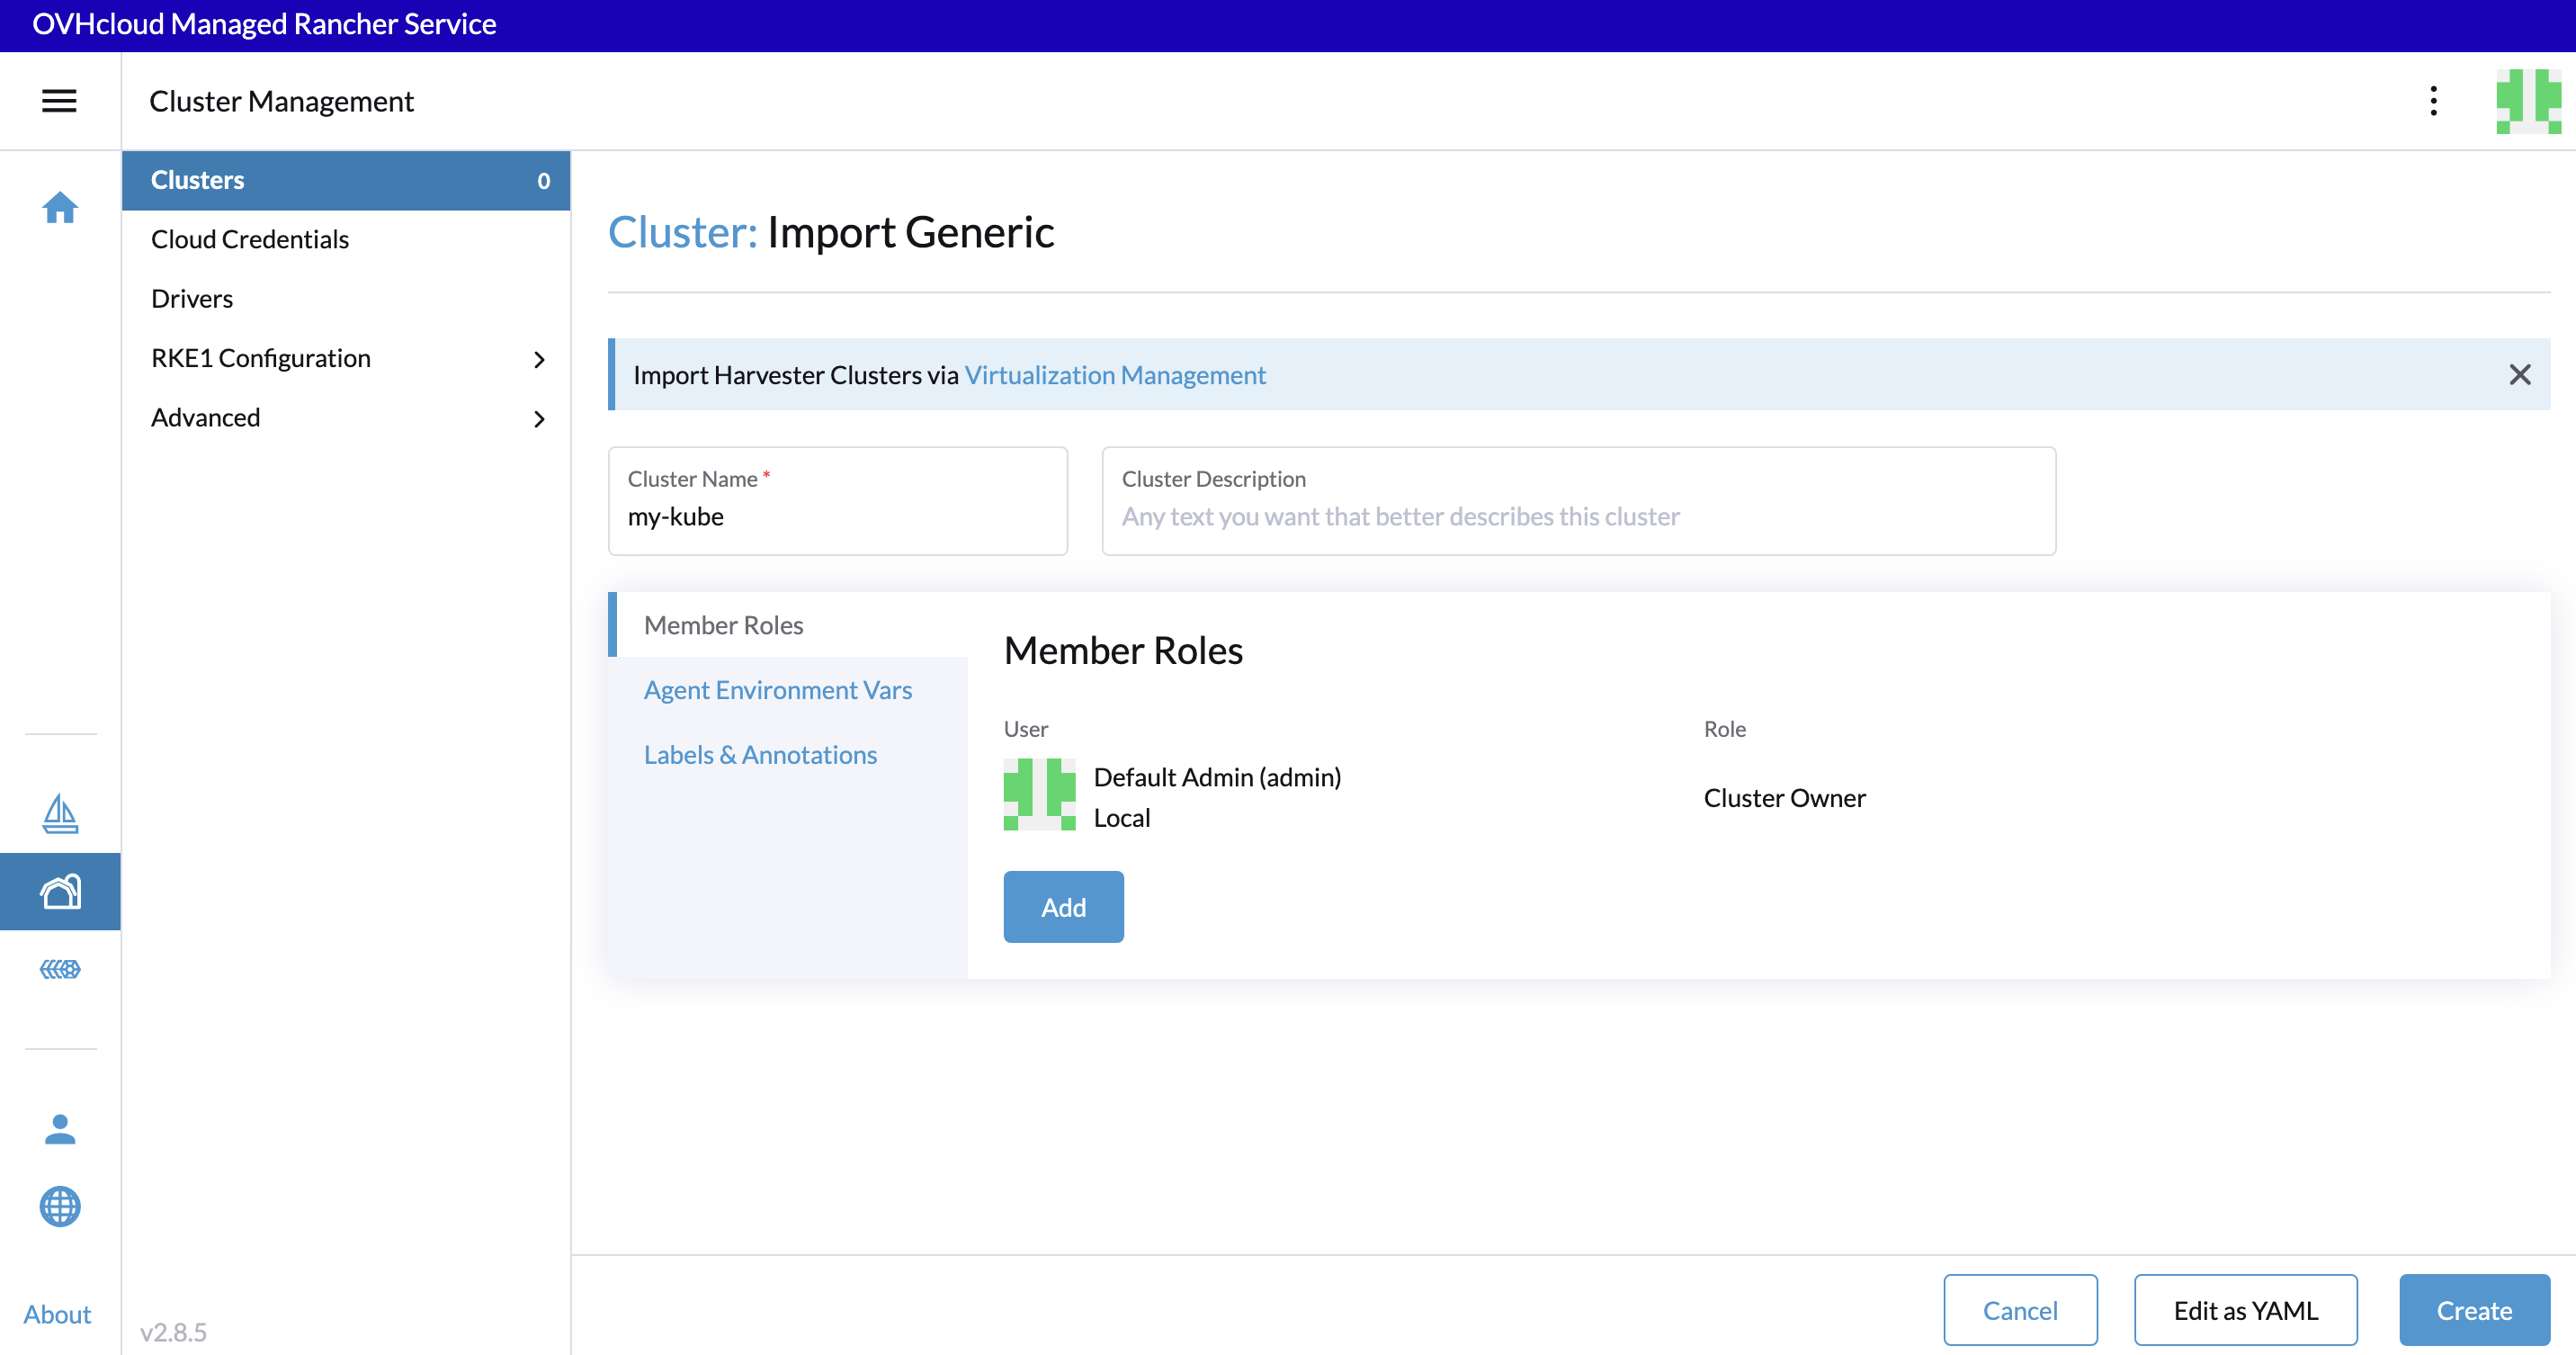 OVHcloud Managed Rancher Service
Cluster Management
Clusters 0
Cloud Credentials
Drivers
RKE1 Configuration
Advanced
Cluster: Import Generic
Import Harvester Clusters via Virtualization Management
Cluster Name *
my-kube
Cluster Description
Any text you want that better describes this cluster
Member Roles
Agent Environment Vars
Labels & Annotations
Member Roles
User Role
Default Admin (admin)
Local
Cluster Owner
Add
About
v2.8.5
Cancel
Edit as YAML
Create